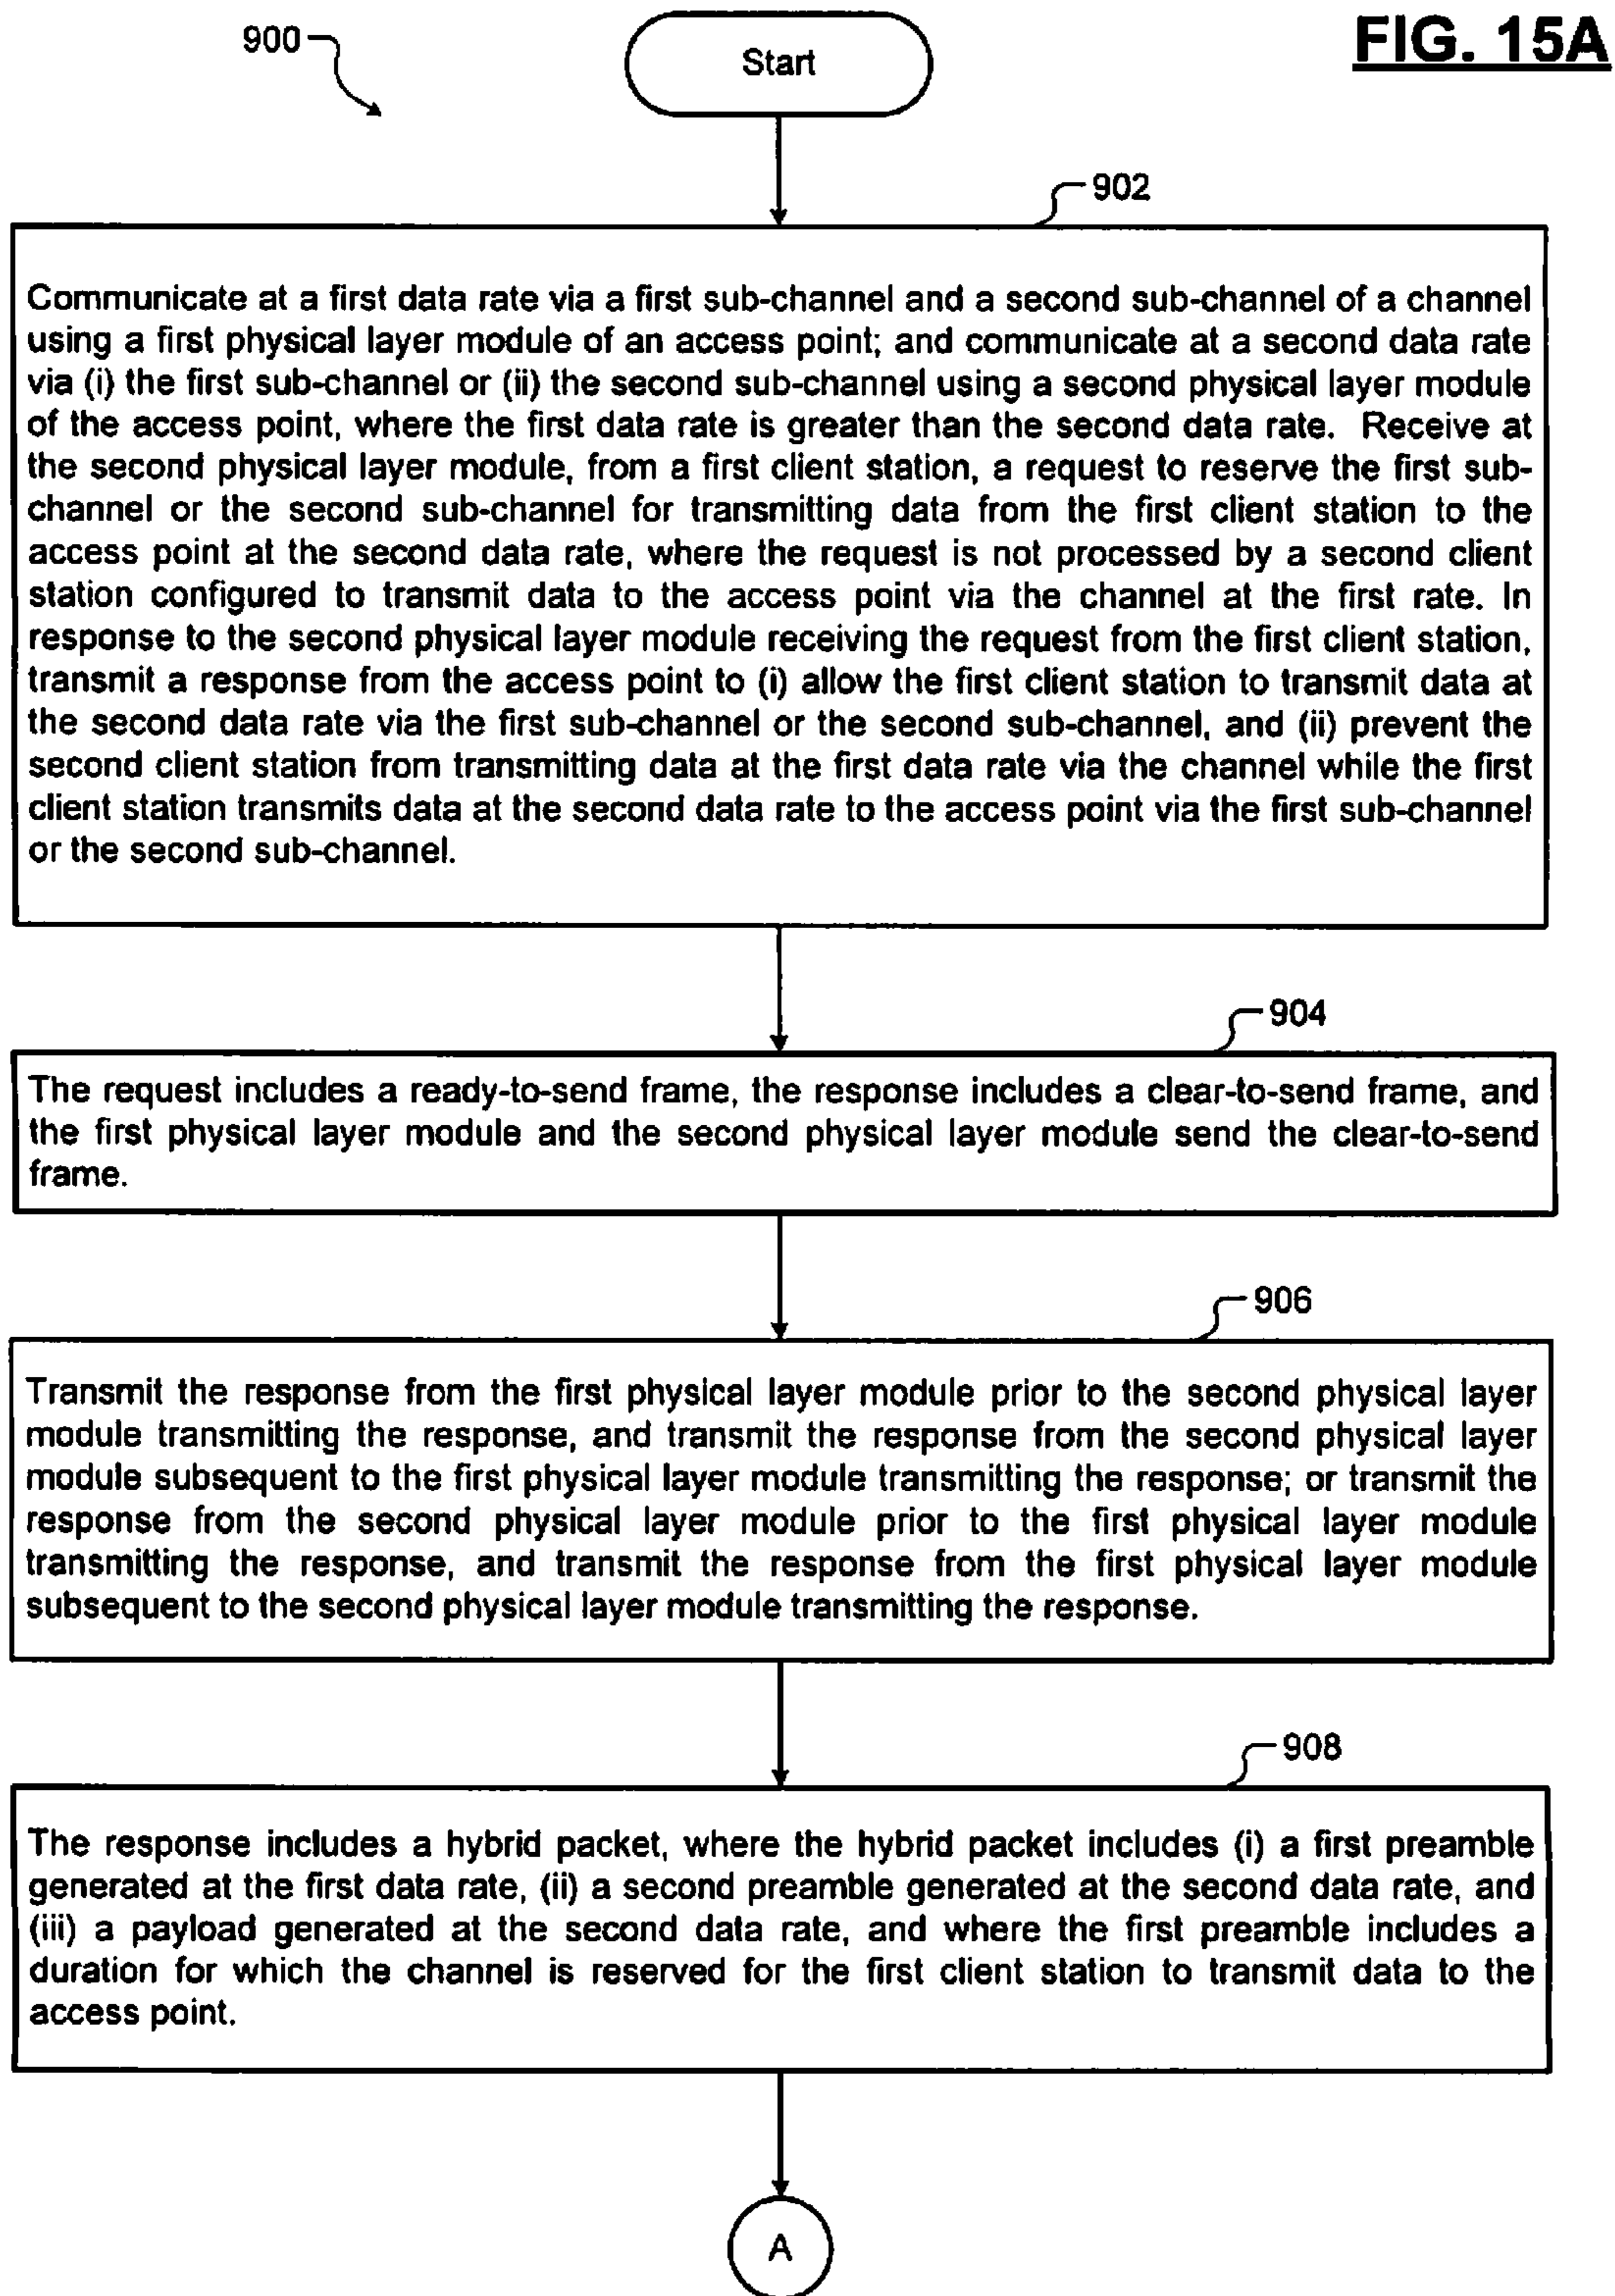 900
Start
FIG. 15A
902
Communicate at a first data rate via a first sub-channel and a second sub-channel of a channel
using a first physical layer module of an access point; and communicate at a second data rate
via (i) the first sub-channel or (ii) the second sub-channel using a second physical layer module
of the access point, where the first data rate is greater than the second data rate. Receive at
the second physical layer module, from a first client station, a request to reserve the first sub-
channel or the second sub-channel for transmitting data from the first client station to the
access point at the second data rate, where the request is not processed by a second client
station configured to transmit data to the access point via the channel at the first rate. In
response to the second physical layer module receiving the request from the first client station,
transmit a response from the access point to (i) allow the first client station to transmit data at
the second data rate via the first sub-channel or the second sub-channel, and (ii) prevent the
second client station from transmitting data at the first data rate via the channel while the first
client station transmits data at the second data rate to the access point via the first sub-channel
or the second sub-channel.
904
The request includes a ready-to-send frame, the response includes a clear-to-send frame, and
the first physical layer module and the second physical layer module send the clear-to-send
frame.
906
Transmit the response from the first physical layer module prior to the second physical layer
module transmitting the response, and transmit the response from the second physical layer
module subsequent to the first physical layer module transmitting the response; or transmit the
response from the second physical layer module prior to the first physical layer module
transmitting the response, and transmit the response from the first physical layer module
subsequent to the second physical layer module transmitting the response.
908
The response includes a hybrid packet, where the hybrid packet includes (i) a first preamble
generated at the first data rate, (ii) a second preamble generated at the second data rate, and
(iii) a payload generated at the second data rate, and where the first preamble includes a
duration for which the channel is reserved for the first client station to transmit data to the
access point.
A